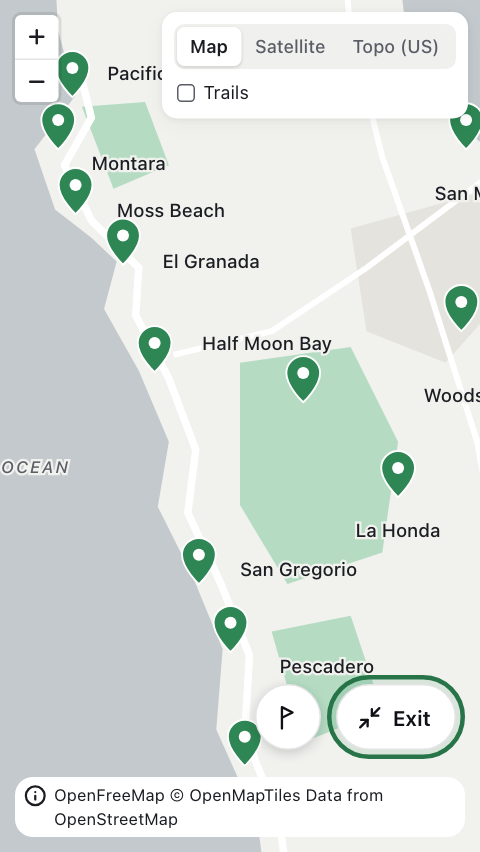 +
−
Map Satellite Topo (US)
Trails
Montara
Moss Beach
El Granada
Half Moon Bay
OCEAN
La Honda
San Gregorio
Pescadero
Exit
OpenFreeMap © OpenMapTiles Data from
OpenStreetMap